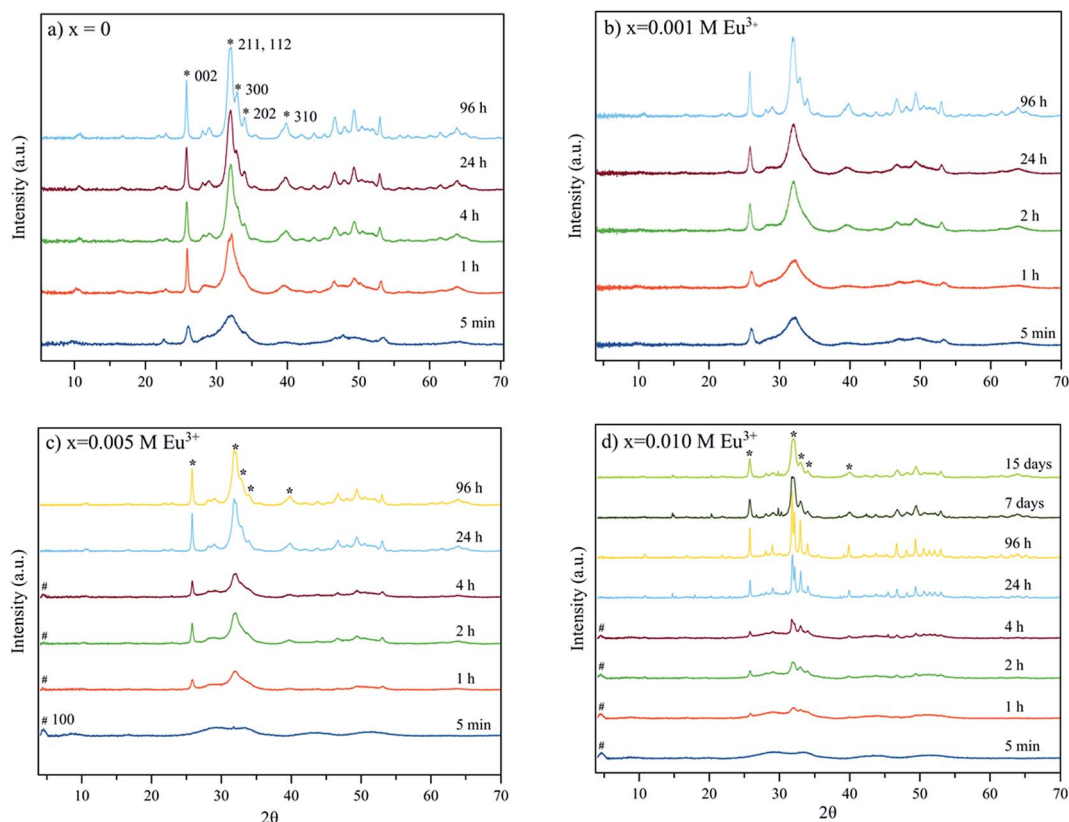 a) x = 0
* 211, 112
* 002
* 300
* 202
* 310
96 h
24 h
4 h
1 h
5 min
Intensity (a.u.)
10 20 30 40 50 60 70
b) x=0.001 M Eu³⁺
96 h
24 h
2 h
1 h
5 min
Intensity (a.u.)
10 20 30 40 50 60 70
c) x=0.005 M Eu³⁺
* * * *
96 h
24 h
# 4 h
# 2 h
# 1 h
# 100 5 min
Intensity (a.u.)
10 20 30 40 50 60 70
2θ
d) x=0.010 M Eu³⁺
* * * * *
15 days
7 days
96 h
24 h
# 4 h
# 2 h
# 1 h
# 5 min
Intensity (a.u.)
10 20 30 40 50 60 70
2θ